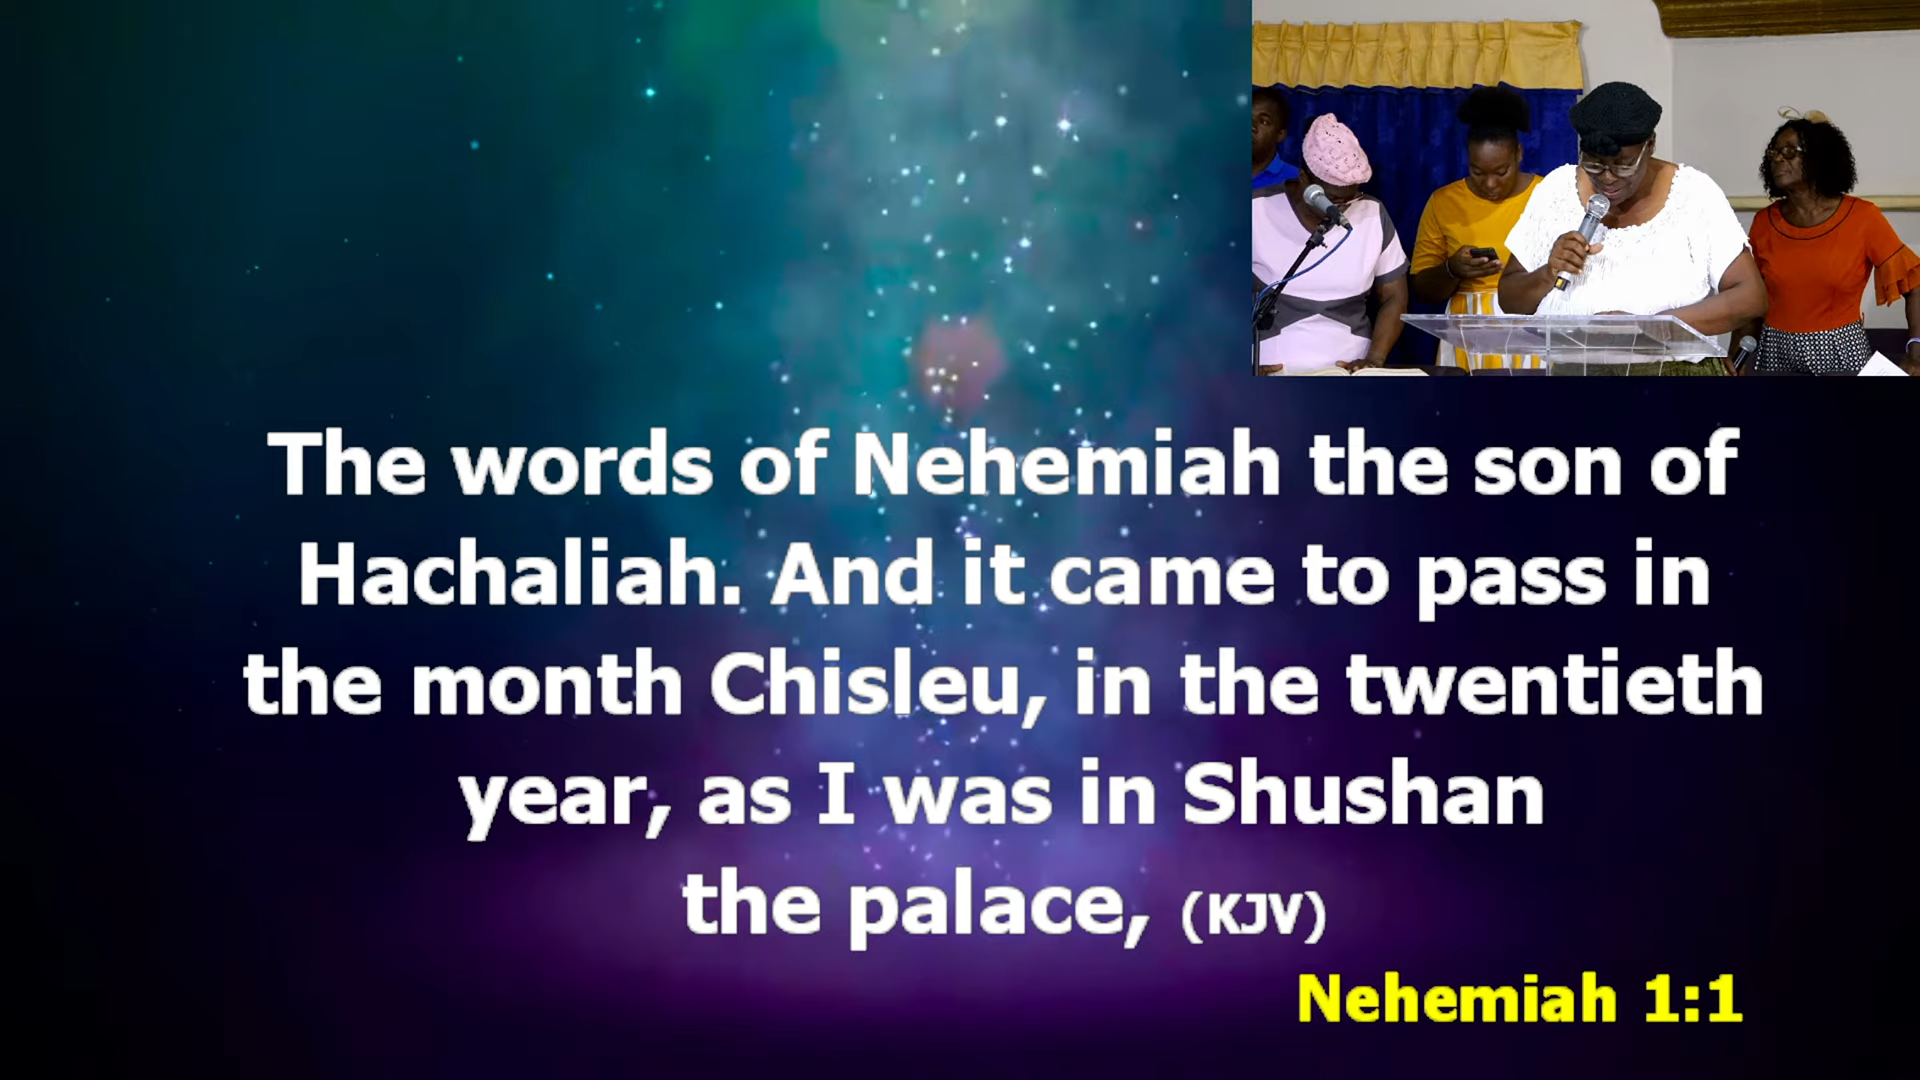 The words of Nehemiah the son of
Hachaliah. And it came to pass in
the month Chisleu, in the twentieth
year, as I was in Shushan
the palace, (KJV)
Nehemiah 1:1